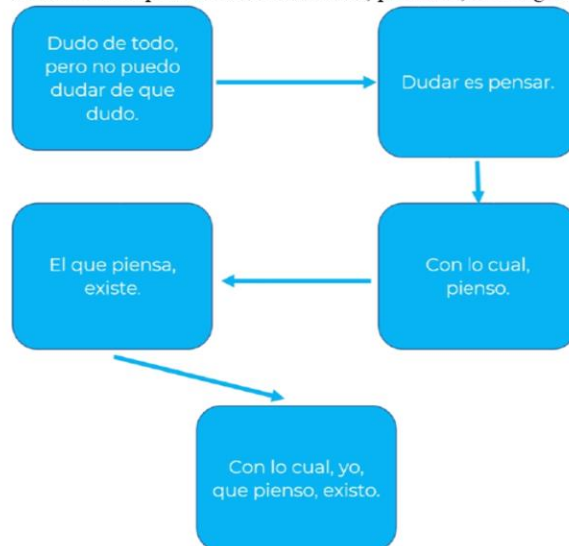 Dudo de todo,
pero no puedo
dudar de que
dudo.
Dudar es pensar.
Con lo cual,
pienso.
El que piensa,
existe.
Con lo cual, yo,
que pienso, existo.